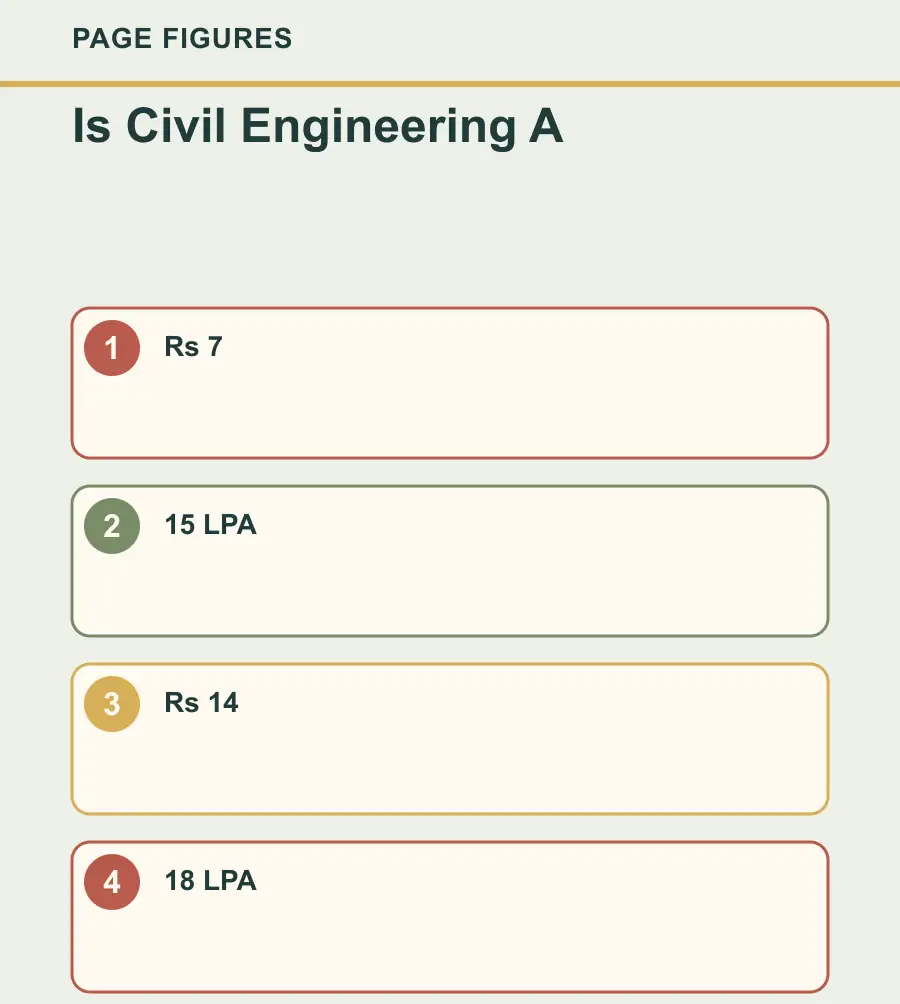 PAGE FIGURES
Is Civil Engineering A
1
Rs 7
2
15 LPA
3
Rs 14
4
18 LPA